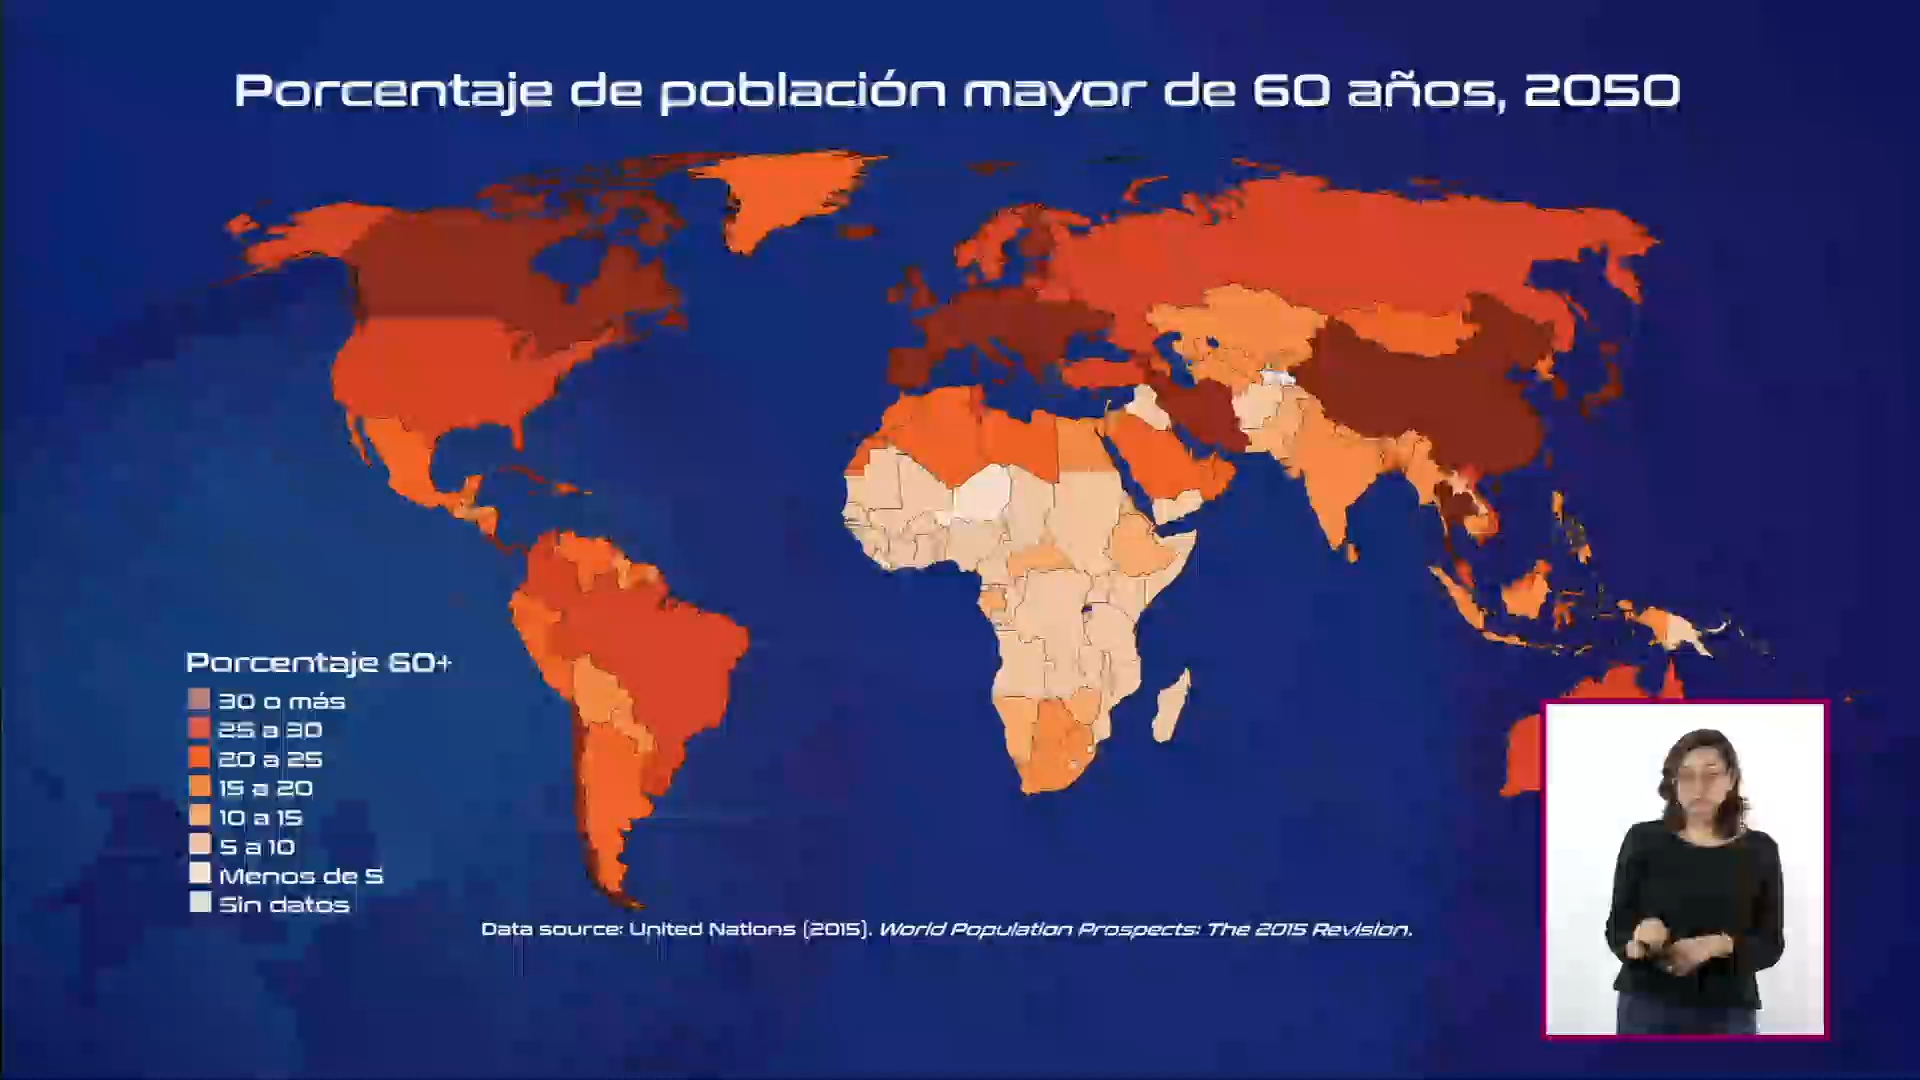 Porcentaje de población mayor de 60 años, 2050
Porcentaje 60+
30 o más
25 a 30
20 a 25
15 a 20
10 a 15
5 a 10
Menos de 5
Sin datos
Data source: United Nations (2015). World Population Prospects: The 2015 Revision.